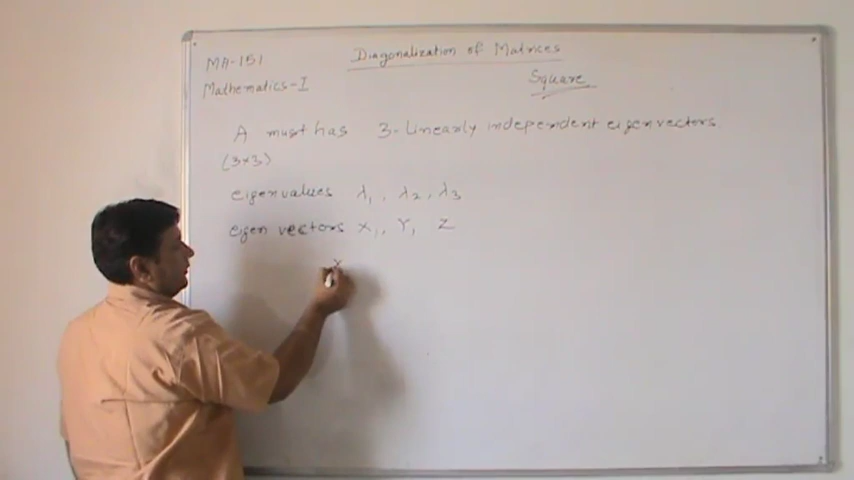 MA-151 Diagonalization of Matrices
Mathematics-I Square
A must has 3-Linearly independent eigenvectors.
(3×3)
eigenvalues λ₁, λ₂, λ₃
eigen vectors X₁, Y, Z
X